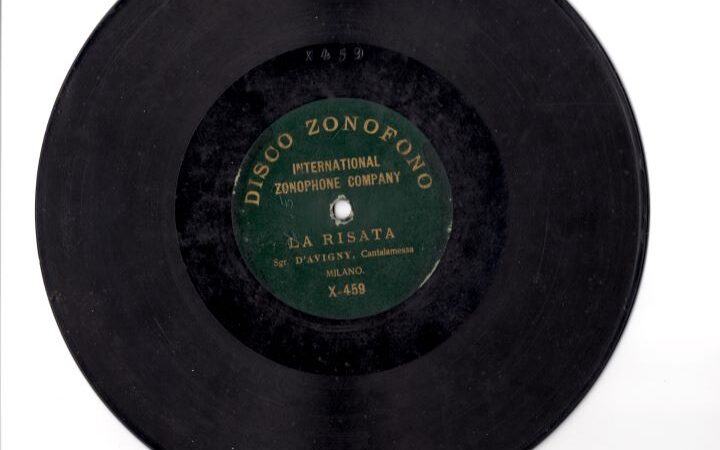 X459
DISCO ZONOFONO
INTERNATIONAL
ZONOPHONE COMPANY
LA RISATA
Sgr. D'AVIGNY, Cantalamessa
MILANO.
X-459